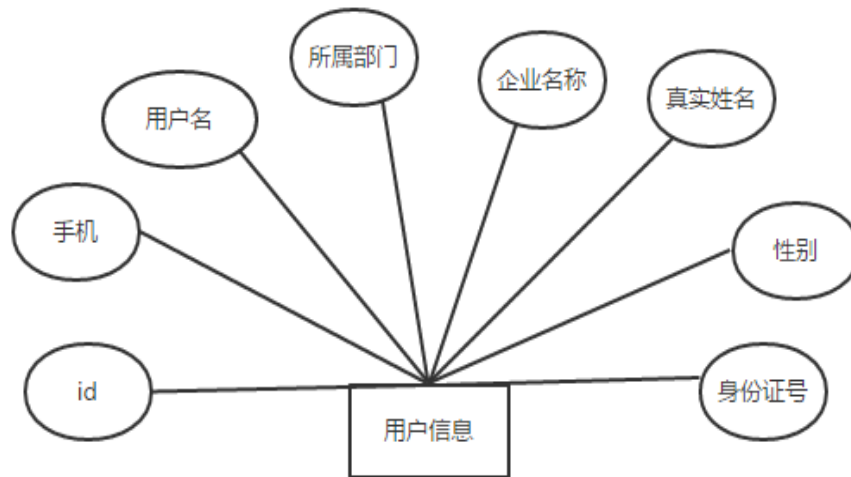 所属部门
企业名称
真实姓名
用户名
手机
性别
id
身份证号
用户信息